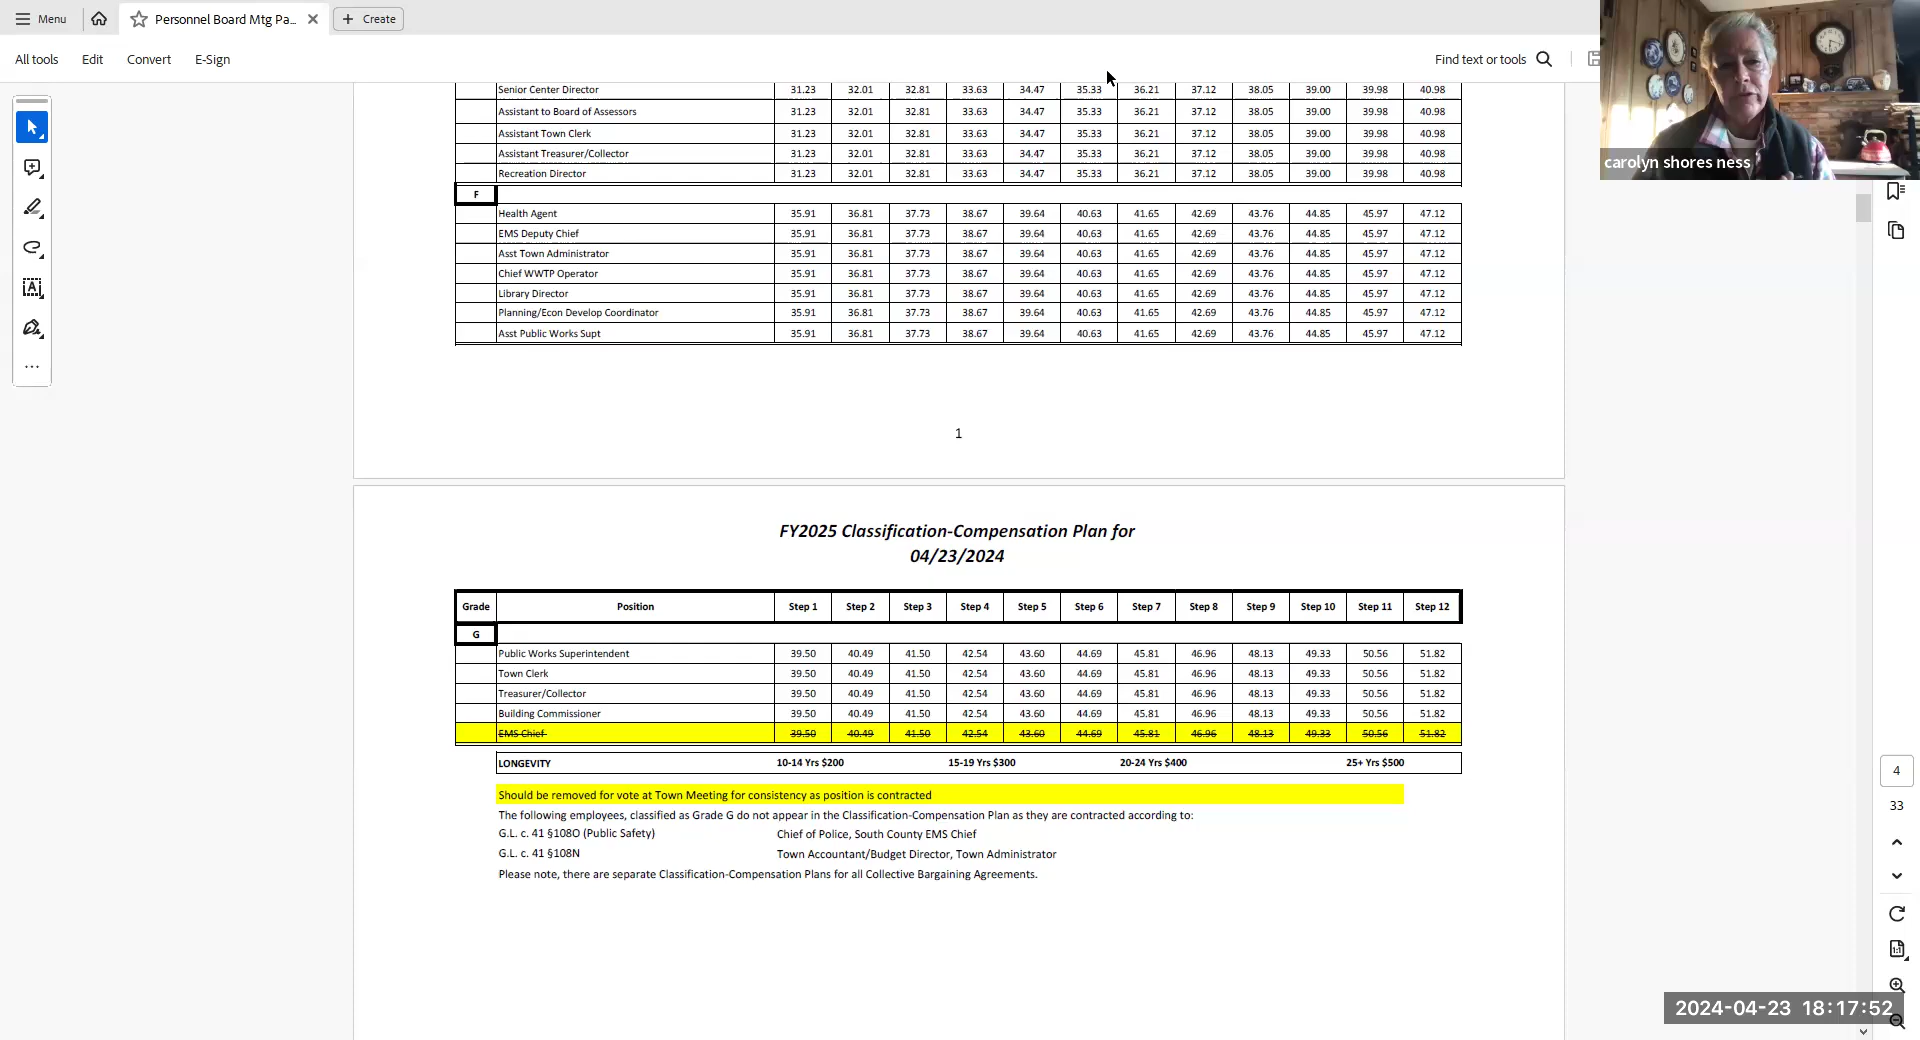 Menu
Personnel Board Mtg Pa...
Create
All tools Edit Convert E-Sign
Find text or tools
carolyn shores ness
Senior Center Director 31.23 32.01 32.81 33.63 34.47 35.33 36.21 37.12 38.05 39.00 39.98 40.98
Assistant to Board of Assessors 31.23 32.01 32.81 33.63 34.47 35.33 36.21 37.12 38.05 39.00 39.98 40.98
Assistant Town Clerk 31.23 32.01 32.81 33.63 34.47 35.33 36.21 37.12 38.05 39.00 39.98 40.98
Assistant Treasurer/Collector 31.23 32.01 32.81 33.63 34.47 35.33 36.21 37.12 38.05 39.00 39.98 40.98
Recreation Director 31.23 32.01 32.81 33.63 34.47 35.33 36.21 37.12 38.05 39.00 39.98 40.98
F
Health Agent 35.91 36.81 37.73 38.67 39.64 40.63 41.65 42.69 43.76 44.85 45.97 47.12
EMS Deputy Chief 35.91 36.81 37.73 38.67 39.64 40.63 41.65 42.69 43.76 44.85 45.97 47.12
Asst Town Administrator 35.91 36.81 37.73 38.67 39.64 40.63 41.65 42.69 43.76 44.85 45.97 47.12
Chief WWTP Operator 35.91 36.81 37.73 38.67 39.64 40.63 41.65 42.69 43.76 44.85 45.97 47.12
Library Director 35.91 36.81 37.73 38.67 39.64 40.63 41.65 42.69 43.76 44.85 45.97 47.12
Planning/Econ Develop Coordinator 35.91 36.81 37.73 38.67 39.64 40.63 41.65 42.69 43.76 44.85 45.97 47.12
Asst Public Works Supt 35.91 36.81 37.73 38.67 39.64 40.63 41.65 42.69 43.76 44.85 45.97 47.12
1
FY2025 Classification-Compensation Plan for
04/23/2024
Grade Position Step 1 Step 2 Step 3 Step 4 Step 5 Step 6 Step 7 Step 8 Step 9 Step 10 Step 11 Step 12
G
Public Works Superintendent 39.50 40.49 41.50 42.54 43.60 44.69 45.81 46.96 48.13 49.33 50.56 51.82
Town Clerk 39.50 40.49 41.50 42.54 43.60 44.69 45.81 46.96 48.13 49.33 50.56 51.82
Treasurer/Collector 39.50 40.49 41.50 42.54 43.60 44.69 45.81 46.96 48.13 49.33 50.56 51.82
Building Commissioner 39.50 40.49 41.50 42.54 43.60 44.69 45.81 46.96 48.13 49.33 50.56 51.82
EMS Chief 39.50 40.49 41.50 42.54 43.60 44.69 45.81 46.96 48.13 49.33 50.56 51.82
LONGEVITY 10-14 Yrs $200 15-19 Yrs $300 20-24 Yrs $400 25+ Yrs $500
Should be removed for vote at Town Meeting for consistency as position is contracted
The following employees, classified as Grade G do not appear in the Classification-Compensation Plan as they are contracted according to:
G.L. c. 41 §108O (Public Safety) Chief of Police, South County EMS Chief
G.L. c. 41 §108N Town Accountant/Budget Director, Town Administrator
Please note, there are separate Classification-Compensation Plans for all Collective Bargaining Agreements.
4
33
2024-04-23 18:17:52